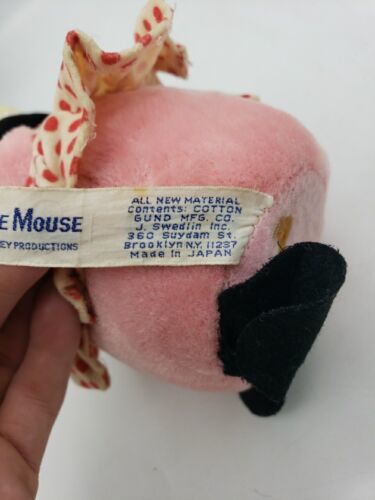 E MOUSE
EY PRODUCTIONS
ALL NEW MATERIAL
Contents: COTTON
GUND MFG. CO.
J. Swedlin Inc.
360 Suydam St.
Brooklyn N.Y. 11237
Made in JAPAN